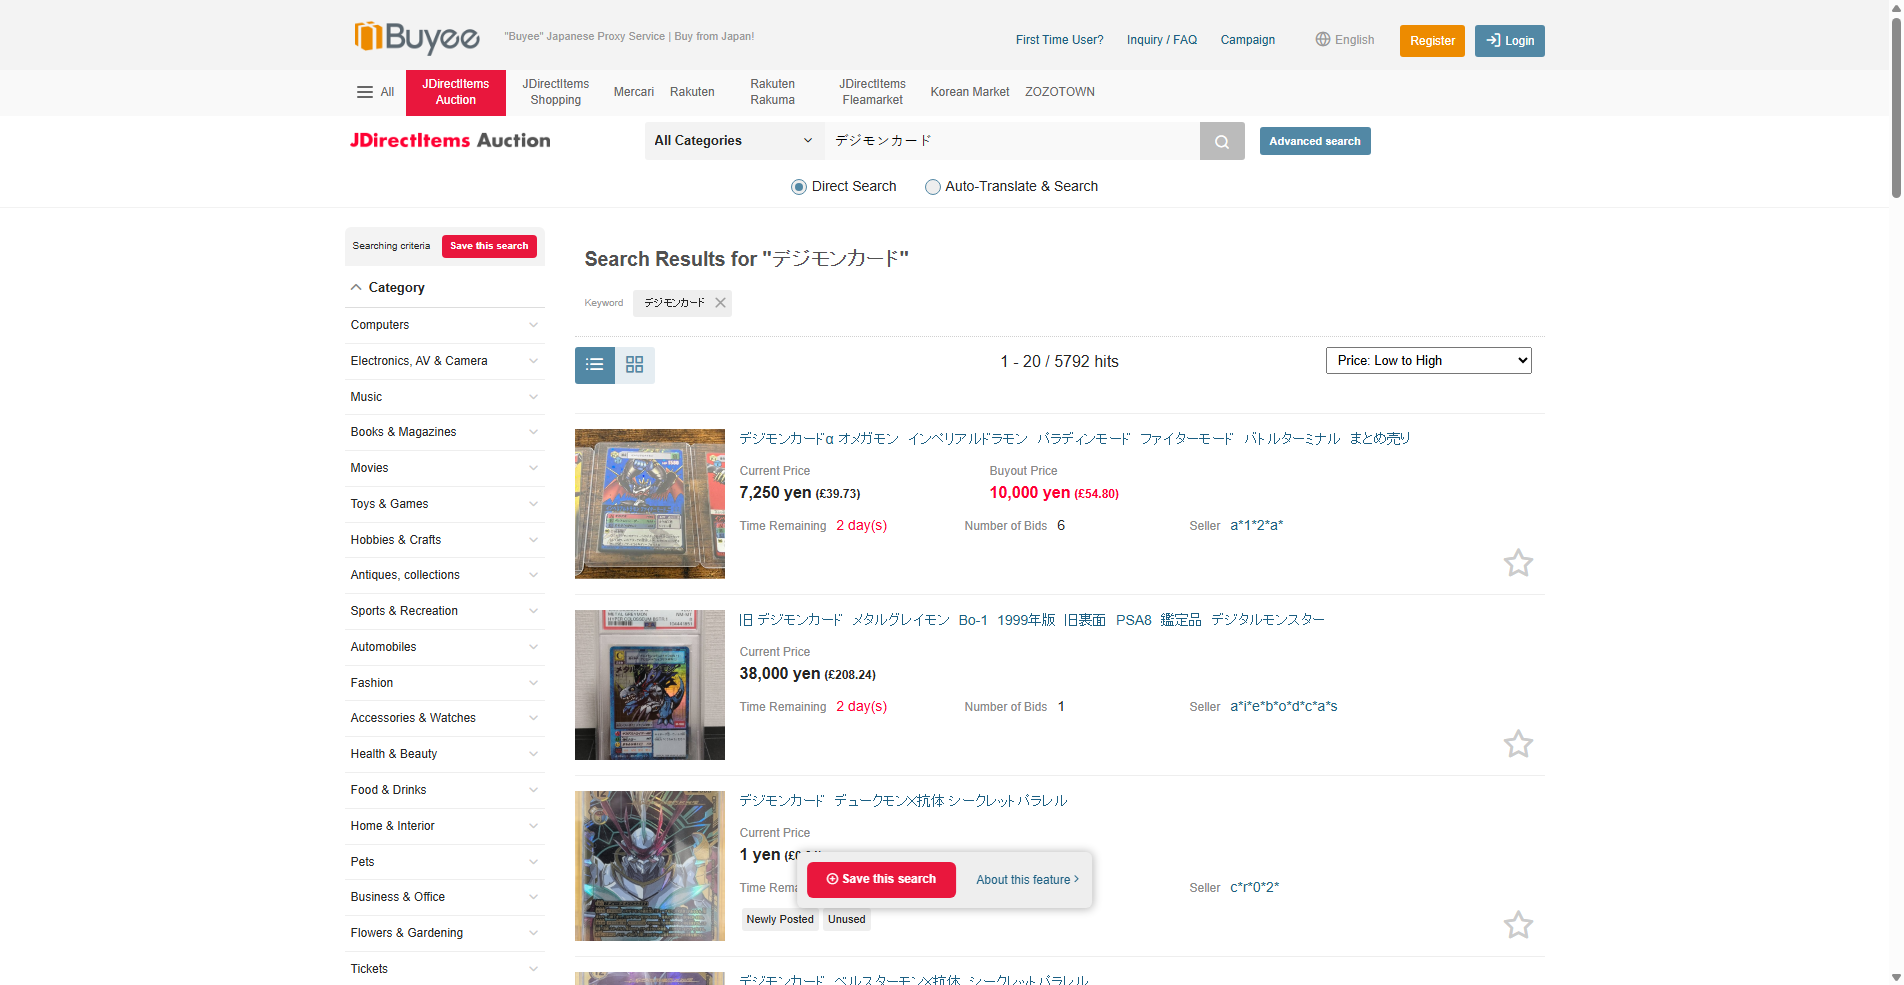 Buyee
"Buyee" Japanese Proxy Service | Buy from Japan!
First Time User?
Inquiry / FAQ
Campaign
English
Register
Login
All
JDirectItems Auction
JDirectItems Shopping
Mercari
Rakuten
Rakuten Rakuma
JDirectItems Fleamarket
Korean Market
ZOZOTOWN
JDirectItems Auction
All Categories
デジモンカード
Advanced search
Direct Search
Auto-Translate & Search
Searching criteria
Save this search
Category
Computers
Electronics, AV & Camera
Music
Books & Magazines
Movies
Toys & Games
Hobbies & Crafts
Antiques, collections
Sports & Recreation
Automobiles
Fashion
Accessories & Watches
Health & Beauty
Food & Drinks
Home & Interior
Pets
Business & Office
Flowers & Gardening
Tickets
Search Results for "デジモンカード"
Keyword
デジモンカード
1 - 20 / 5792 hits
Price: Low to High
デジモンカードα オメガモン インペリアルドラモン パラディンモード ファイターモード バトルターミナル まとめ売り
Current Price
7,250 yen (£39.73)
Buyout Price
10,000 yen (£54.80)
Time Remaining 2 day(s)
Number of Bids 6
Seller a*1*2*a*
旧 デジモンカード メタルグレイモン Bo-1 1999年版 旧裏面 PSA8 鑑定品 デジタルモンスター
Current Price
38,000 yen (£208.24)
Time Remaining 2 day(s)
Number of Bids 1
Seller a*i*e*b*o*d*c*a*s
デジモンカード デュークモンX抗体 シークレットパラレル
Current Price
1 yen
Time Rema
Seller c*r*0*2*
Save this search
About this feature
Newly Posted
Unused
デジモンカード ベルスターモンX抗体 シークレットパラレル